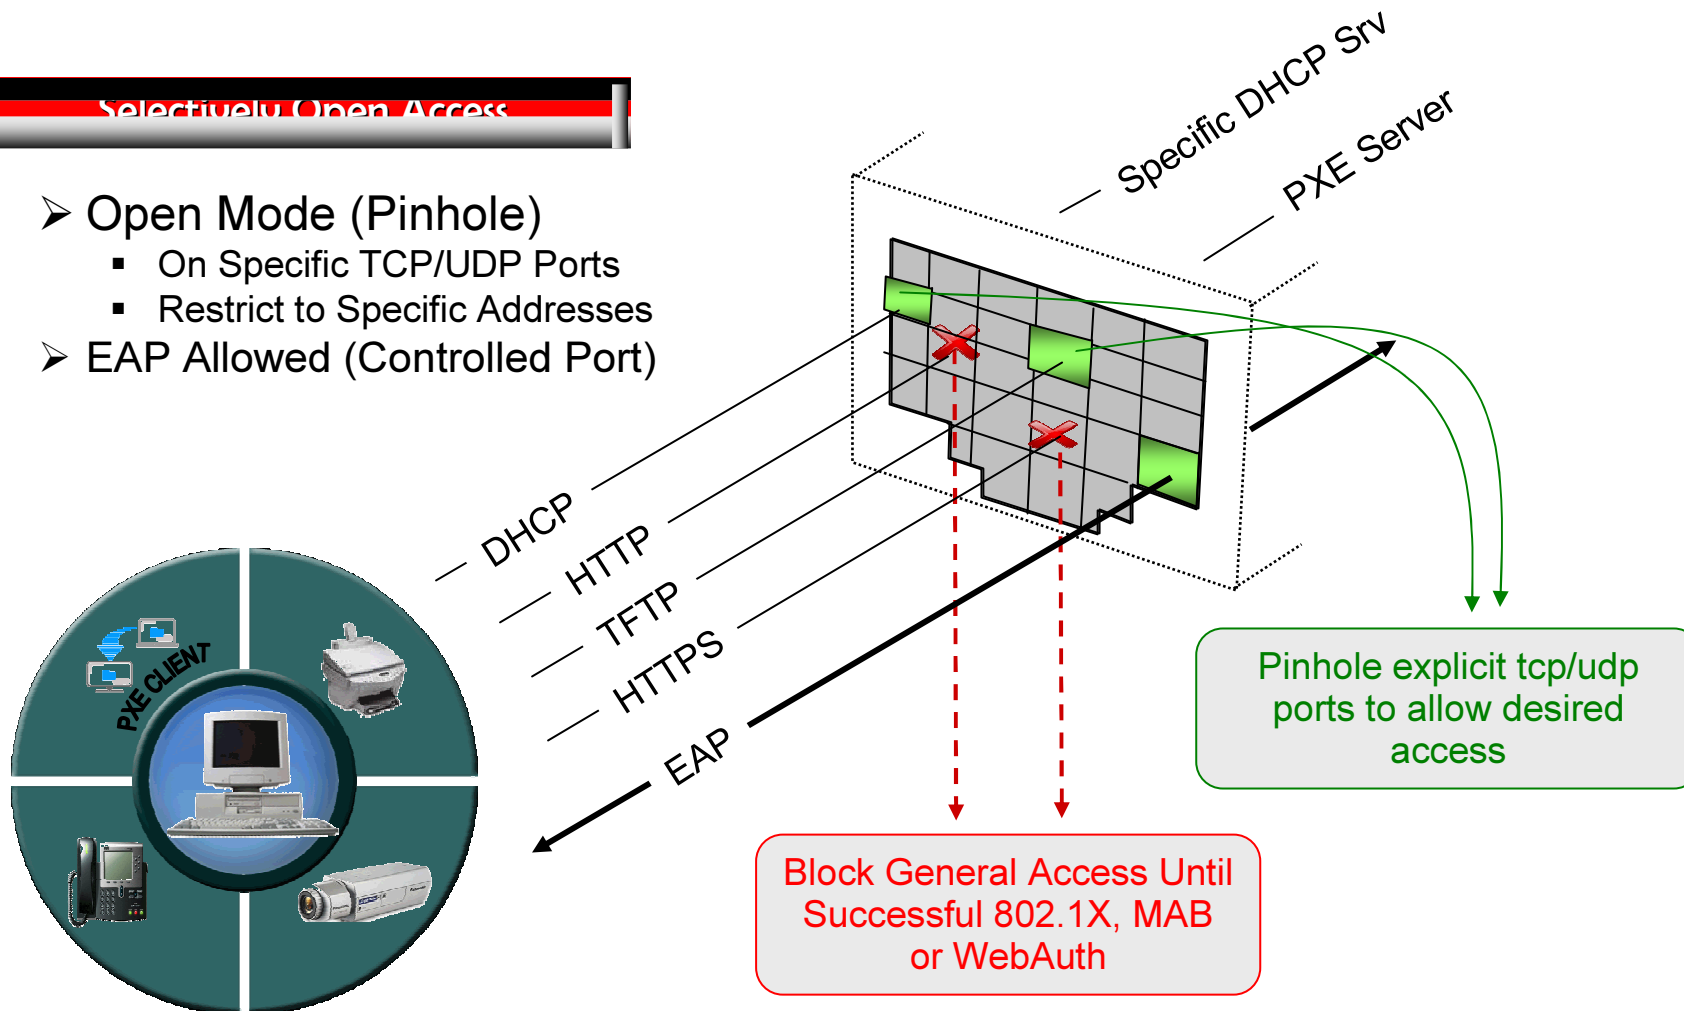 Selectively Open Access
➢ Open Mode (Pinhole)
▪ On Specific TCP/UDP Ports
▪ Restrict to Specific Addresses
➢ EAP Allowed (Controlled Port)
Specific DHCP Srv
PXE Server
DHCP
HTTP
TFTP
HTTPS
EAP
PXE CLIENT
Pinhole explicit tcp/udp
ports to allow desired
access
Block General Access Until
Successful 802.1X, MAB
or WebAuth